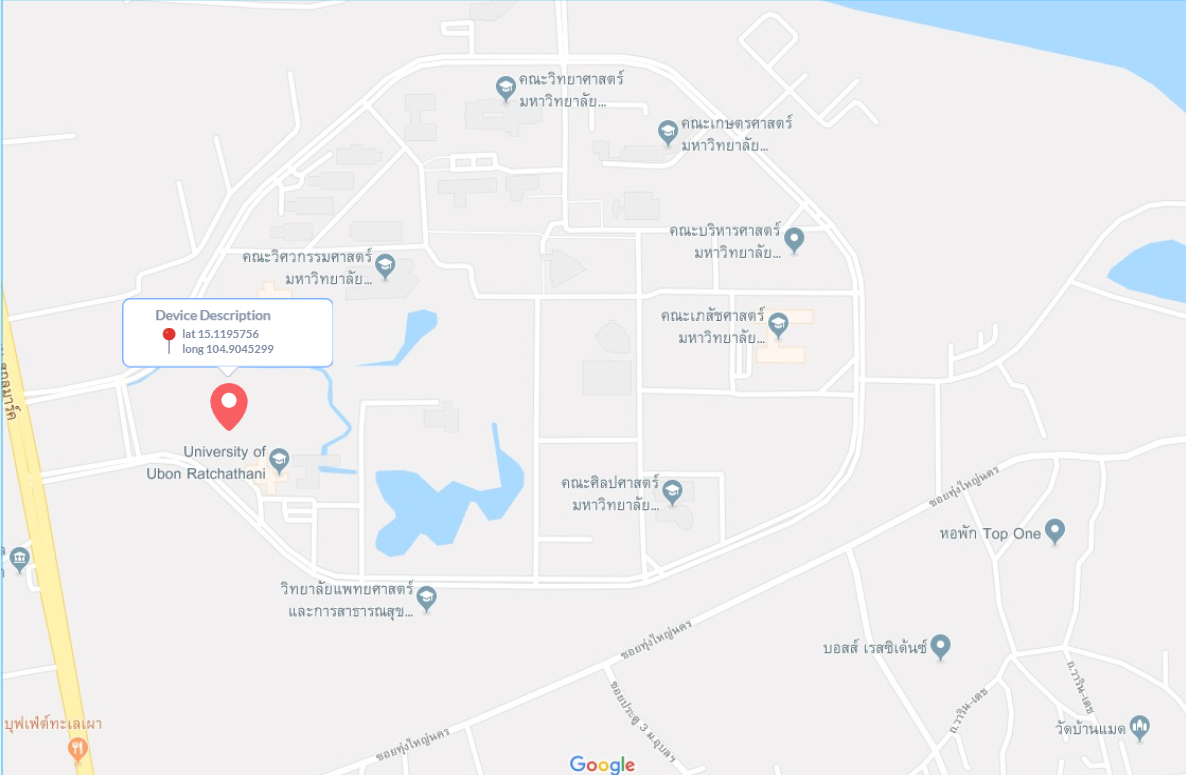 คณะวิทยาศาสตร์
มหาวิทยาลัย...
คณะเกษตรศาสตร์
มหาวิทยาลัย...
คณะบริหารศาสตร์
มหาวิทยาลัย...
คณะวิศวกรรมศาสตร์
มหาวิทยาลัย...
Device Description
lat 15.1195756
long 104.9045299
คณะเภสัชศาสตร์
มหาวิทยาลัย...
University of
Ubon Ratchathani
คณะศิลปศาสตร์
มหาวิทยาลัย...
ซอยทุ่งใหญ่นคร
หอพัก Top One
วิทยาลัยแพทยศาสตร์
และการสาธารณสุข...
ซอยทุ่งใหญ่นคร
บอสส์ เรสซิเด้นซ์
ซอยประตู 3 ม.อุบลฯ
ถ.วาริน-เดช
ถ.วาริน-เดช
บุฟเฟ่ต์ทะเลเผา
วัดบ้านแมด
ซอยทุ่งใหญ่นคร
Google